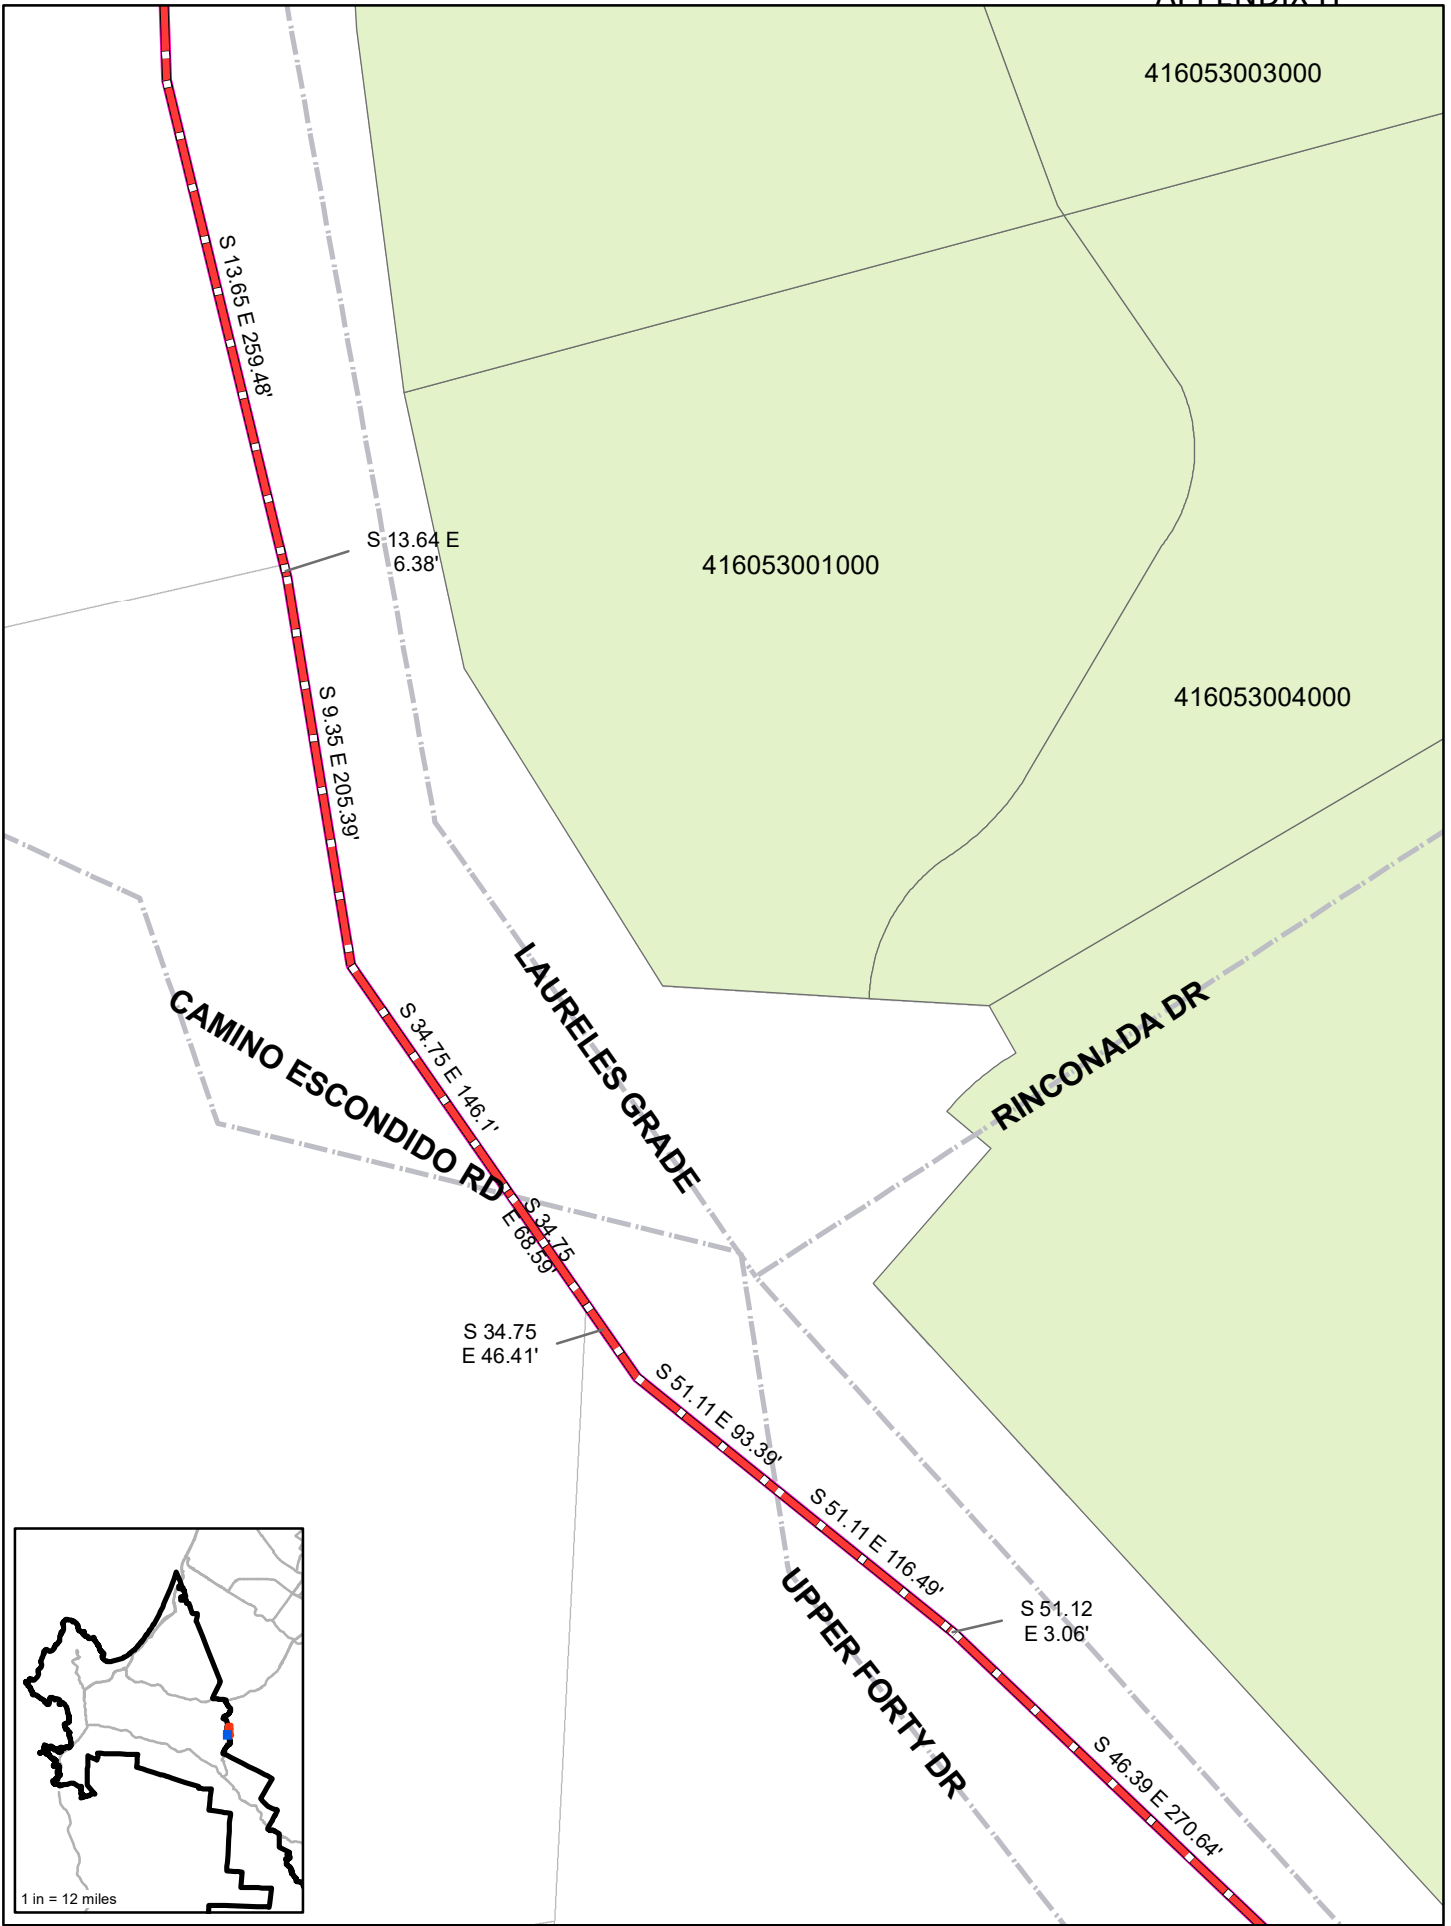 416053003000
S 13.65 E 259.48'
S 13.64 E
6.38'
416053001000
416053004000
S 9.35 E 205.39'
LAURELES GRADE
CAMINO ESCONDIDO RD
RINCONADA DR
S 34.75 E 146.1'
S 34.75
E 68.59'
S 34.75
E 46.41'
S 51.11 E 93.39'
S 51.11 E 116.49'
UPPER FORTY DR
S 51.12
E 3.06'
S 46.39 E 270.64'
1 in = 12 miles